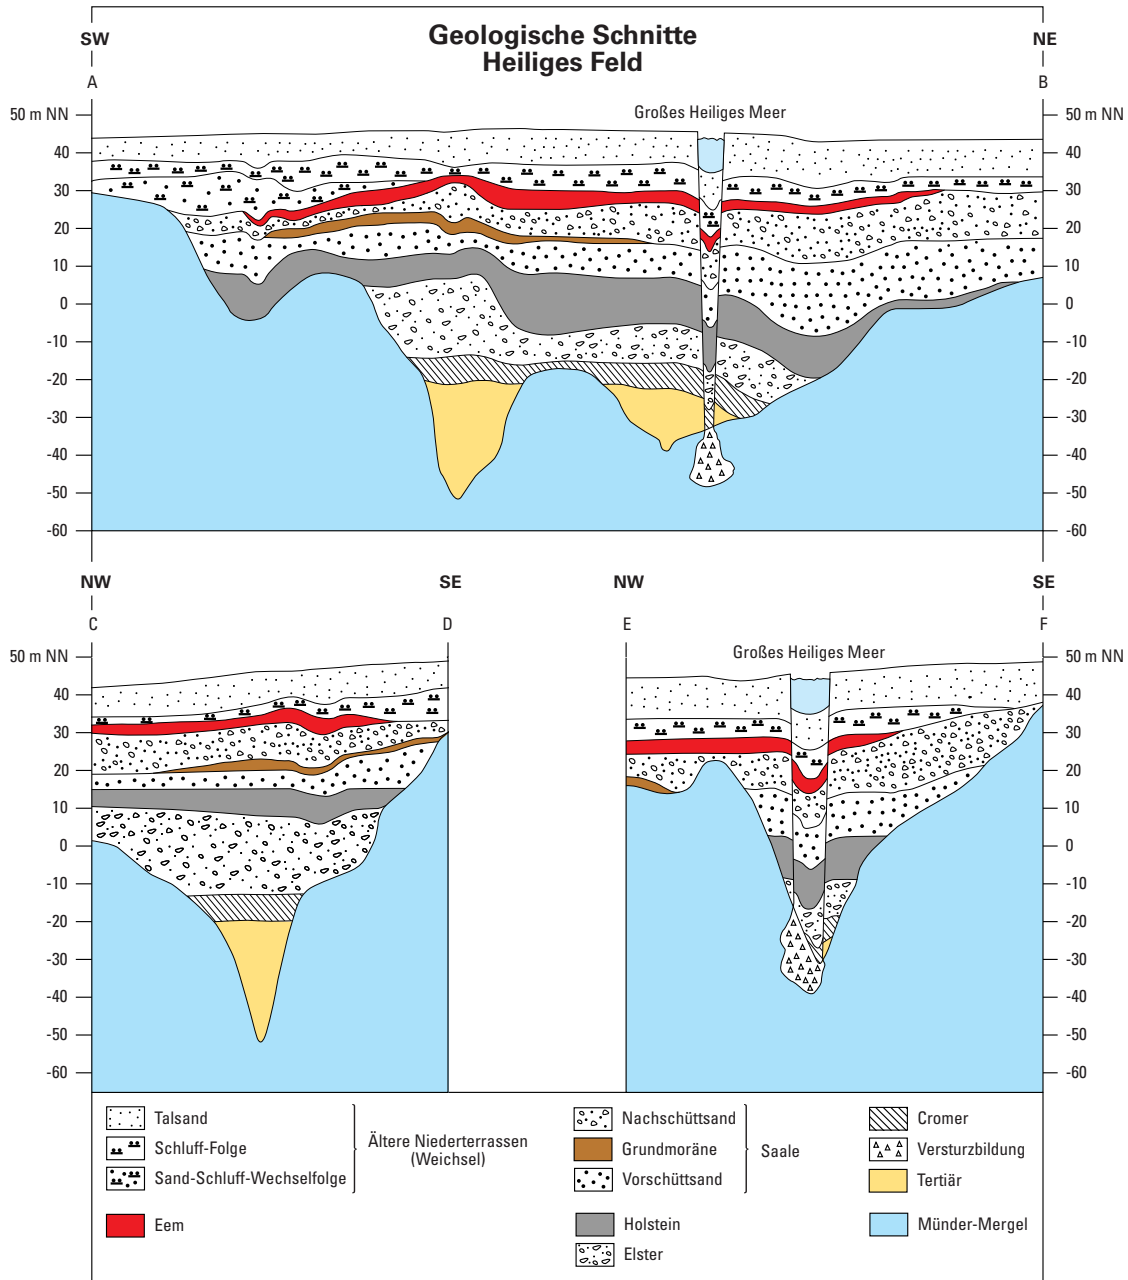 Geologische Schnitte
Heiliges Feld
SW
NE
A
B
Großes Heiliges Meer
50 m NN
50 m NN
40
40
30
30
20
20
10
10
0
0
-10
-10
-20
-20
-30
-30
-40
-40
-50
-50
-60
-60
NW
SE
NW
SE
C
D
E
F
Großes Heiliges Meer
50 m NN
50 m NN
40
40
30
30
20
20
10
10
0
0
-10
-10
-20
-20
-30
-30
-40
-40
-50
-50
-60
-60
Talsand
Schluff-Folge
Sand-Schluff-Wechselfolge
Ältere Niederterrassen
(Weichsel)
Eem
Nachschüttsand
Grundmoräne
Vorschüttsand
Saale
Holstein
Elster
Cromer
Versturzbildung
Tertiär
Münder-Mergel